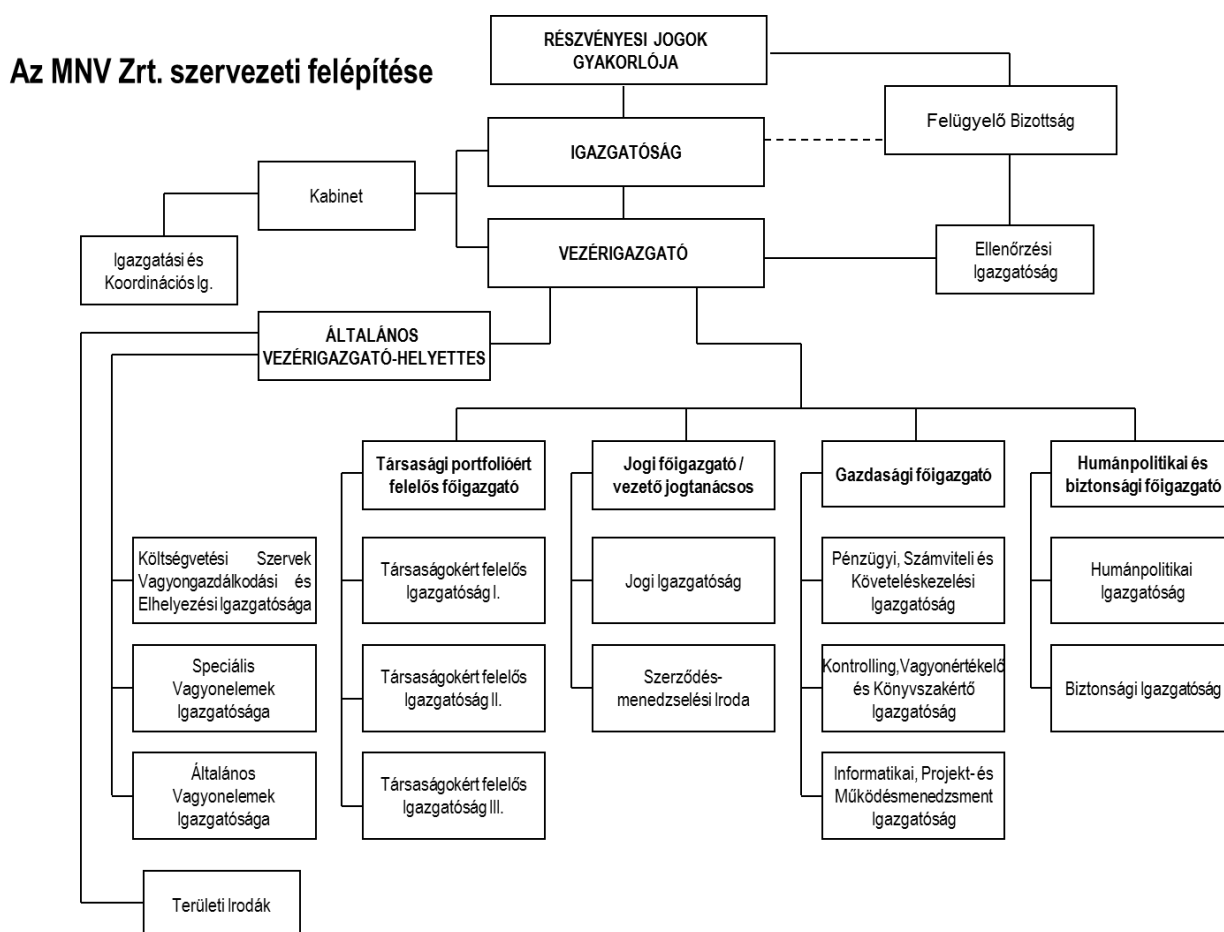 Az MNV Zrt. szervezeti felépítése
RÉSZVÉNYESI JOGOK
GYAKORLÓJA
Felügyelő Bizottság
IGAZGATÓSÁG
Kabinet
VEZÉRIGAZGATÓ
Igazgatási és
Koordinációs Ig.
Ellenőrzési
Igazgatóság
ÁLTALÁNOS
VEZÉRIGAZGATÓ-HELYETTES
Társasági portfolióért
felelős főigazgató
Jogi főigazgató /
vezető jogtanácsos
Gazdasági főigazgató
Humánpolitikai és
biztonsági főigazgató
Költségvetési Szervek
Vagyongazdálkodási és
Elhelyezési Igazgatósága
Társaságokért felelős
Igazgatóság I.
Jogi Igazgatóság
Pénzügyi, Számviteli és
Követeléskezelési
Igazgatóság
Humánpolitikai
Igazgatóság
Speciális
Vagyonelemek
Igazgatósága
Társaságokért felelős
Igazgatóság II.
Szerződés-
menedzselési Iroda
Kontrolling, Vagyonértékelő
és Könyvszakértő
Igazgatóság
Biztonsági Igazgatóság
Általános
Vagyonelemek
Igazgatósága
Társaságokért felelős
Igazgatóság III.
Informatikai, Projekt- és
Működésmenedzsment
Igazgatóság
Területi Irodák